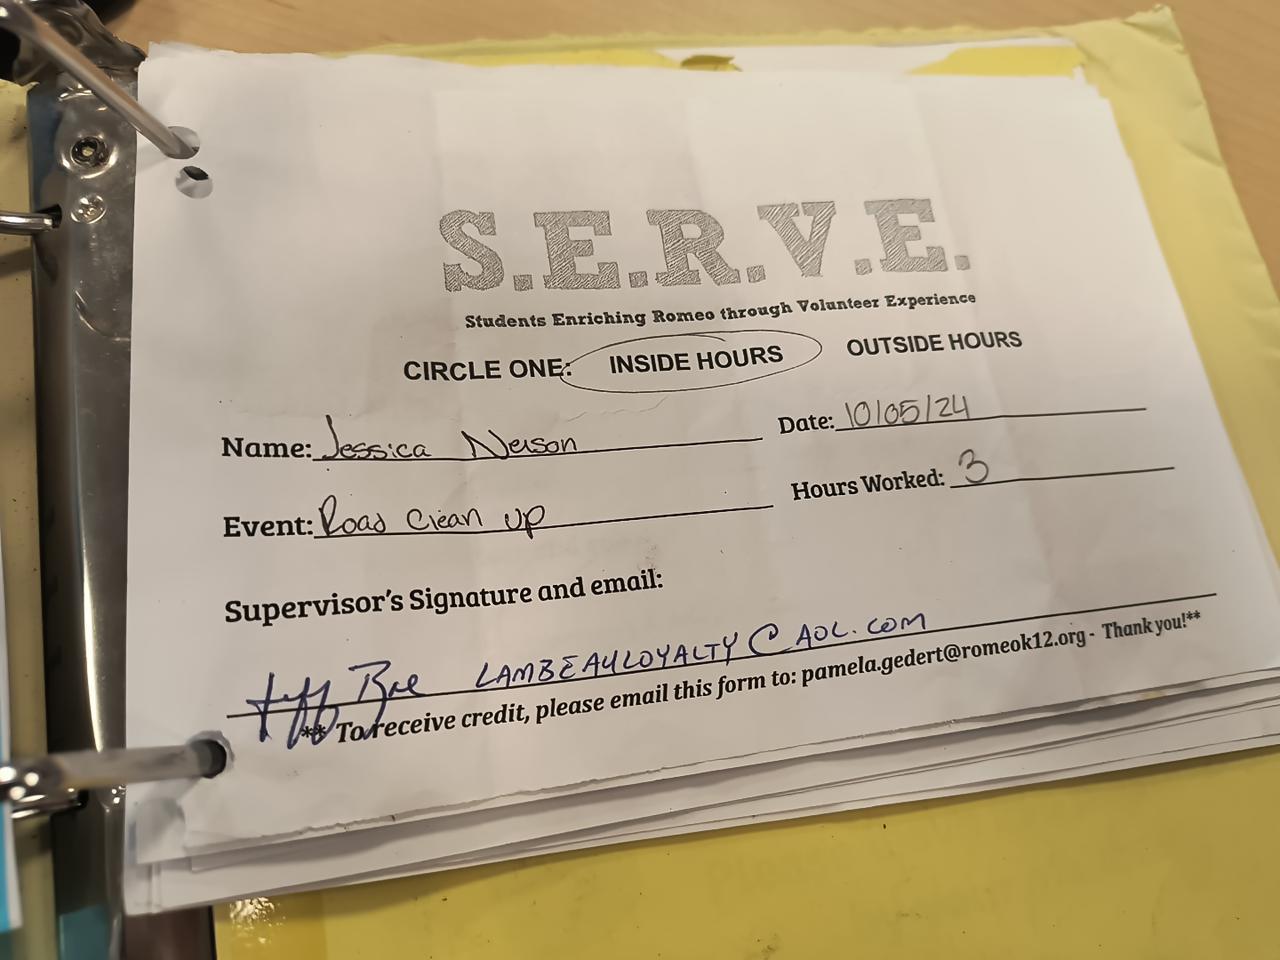 S.E.R.V.E.
Students Enriching Romeo through Volunteer Experience
CIRCLE ONE: INSIDE HOURS OUTSIDE HOURS
Name: Jessica Nelson Date: 10/05/24
Event: Road Clean up Hours Worked: 3
Supervisor's Signature and email:
Jeff LAMBEAULOYALTY@AOL.COM
** To receive credit, please email this form to: pamela.gedert@romeok12.org - Thank you!**